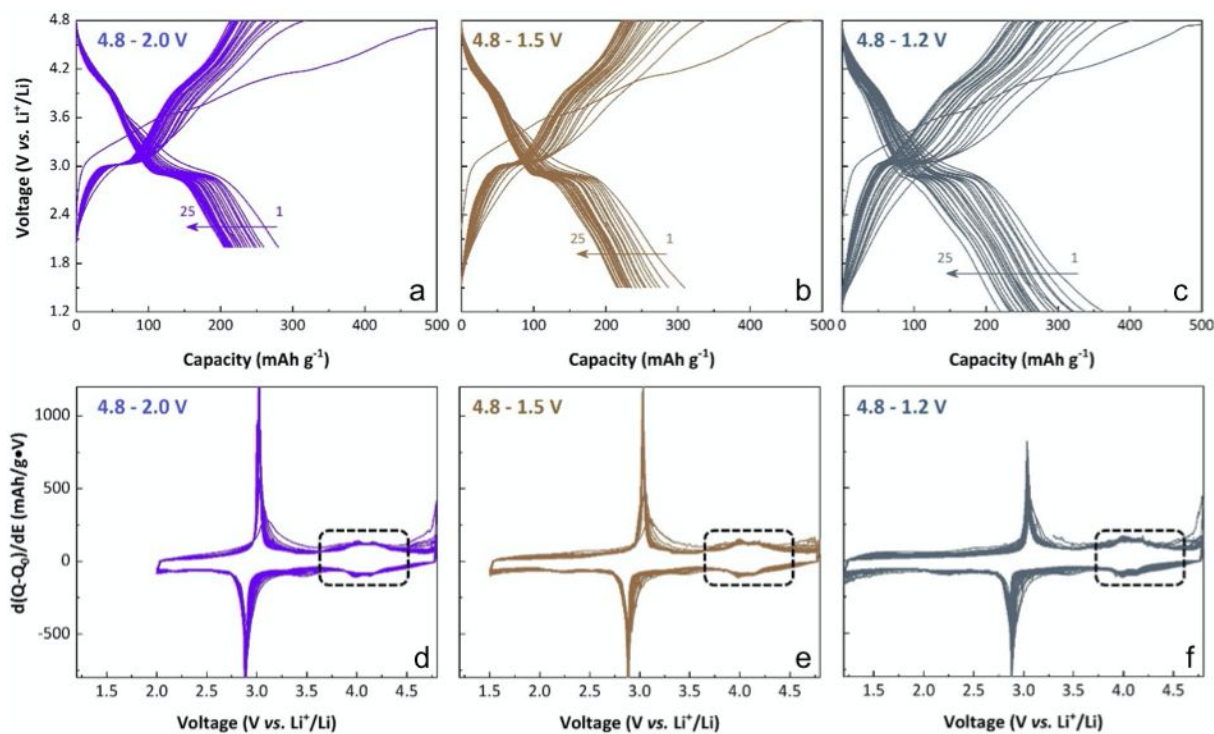 4.8 - 2.0 V
4.8 - 1.5 V
4.8 - 1.2 V
Voltage (V vs. Li⁺/Li)
4.8
4.2
3.6
3.0
2.4
1.8
1.2
25
1
a
25
1
b
25
1
c
0 100 200 300 400 500
0 100 200 300 400 500
0 100 200 300 400 500
Capacity (mAh g⁻¹)
Capacity (mAh g⁻¹)
Capacity (mAh g⁻¹)
4.8 - 2.0 V
4.8 - 1.5 V
4.8 - 1.2 V
d(Q-Q₀)/dE (mAh/g•V)
1000
500
0
-500
d
e
f
1.5 2.0 2.5 3.0 3.5 4.0 4.5
1.5 2.0 2.5 3.0 3.5 4.0 4.5
1.5 2.0 2.5 3.0 3.5 4.0 4.5
Voltage (V vs. Li⁺/Li)
Voltage (V vs. Li⁺/Li)
Voltage (V vs. Li⁺/Li)